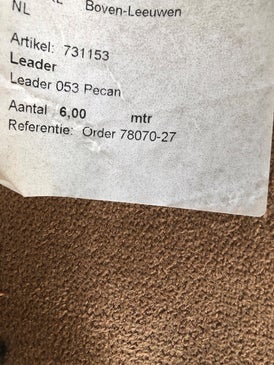 NL Boven-Leeuwen
Artikel: 731153
Leader
Leader 053 Pecan
Aantal 6,00 mtr
Referentie: Order 78070-27